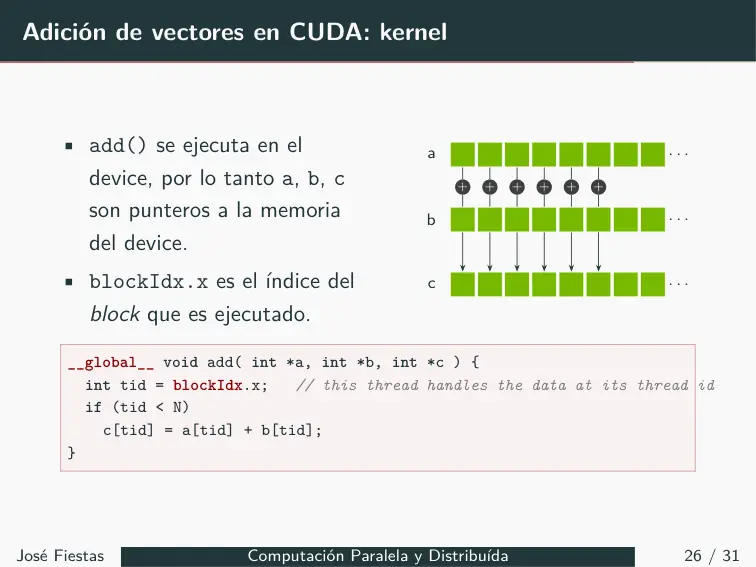 Adición de vectores en CUDA: kernel
▪ add() se ejecuta en el
device, por lo tanto a, b, c
son punteros a la memoria
del device.
▪ blockIdx.x es el índice del
block que es ejecutado.
a ...
+ + + + + +
b ...
c ...
__global__ void add( int *a, int *b, int *c ) {
int tid = blockIdx.x; // this thread handles the data at its thread id
if (tid < N)
c[tid] = a[tid] + b[tid];
}
José Fiestas Computación Paralela y Distribuída 26 / 31